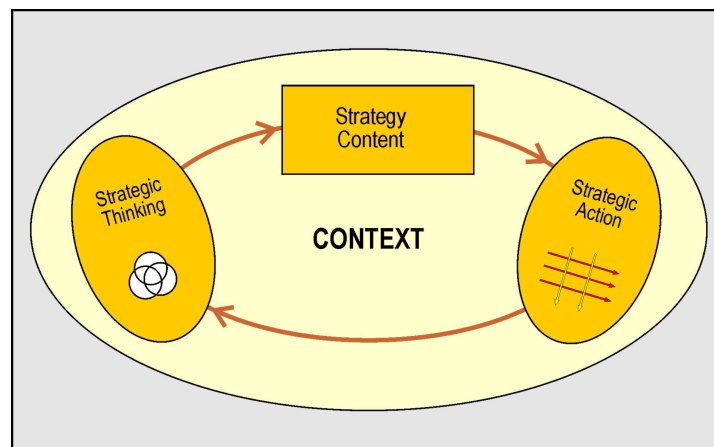 Strategy
Content
Strategic
Thinking
Strategic
Action
CONTEXT